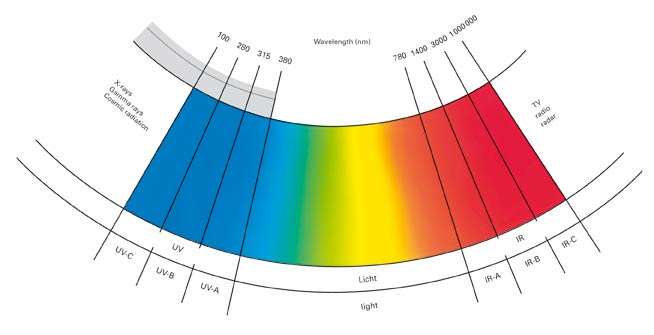 Wavelength (nm)
100
280
315
380
780
1400
3000
1000000
X-rays
Gamma rays
Cosmic radiation
TV
radio
radar
UV
IR
UV-C
UV-B
UV-A
Licht
light
IR-A
IR-B
IR-C